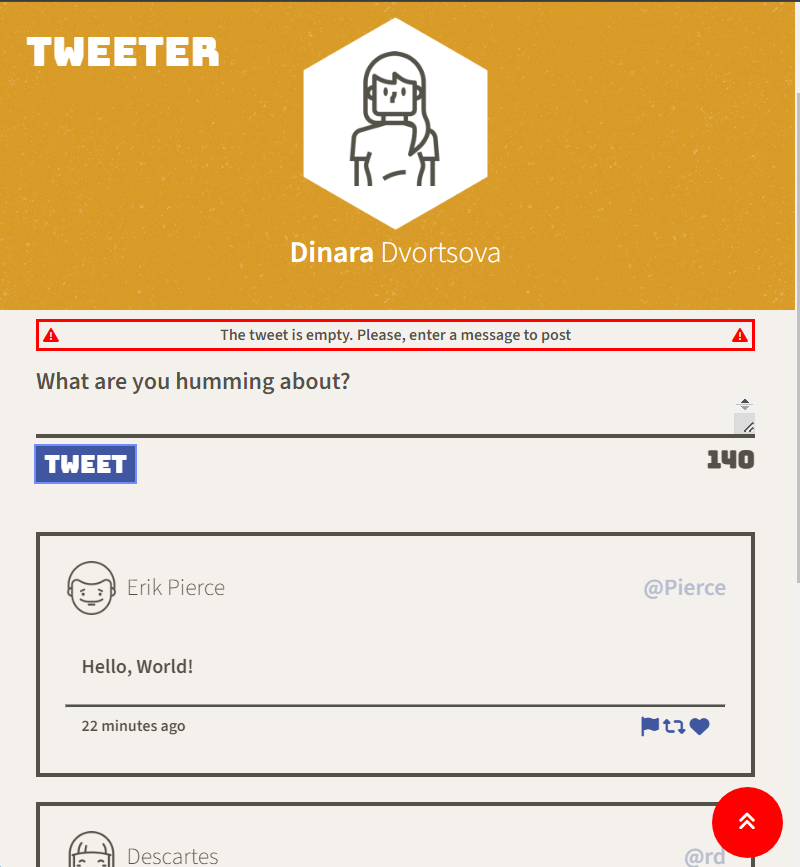 TWEETER
Dinara Dvortsova
The tweet is empty. Please, enter a message to post
What are you humming about?
TWEET
140
Erik Pierce
@Pierce
Hello, World!
22 minutes ago
Descartes
@rd